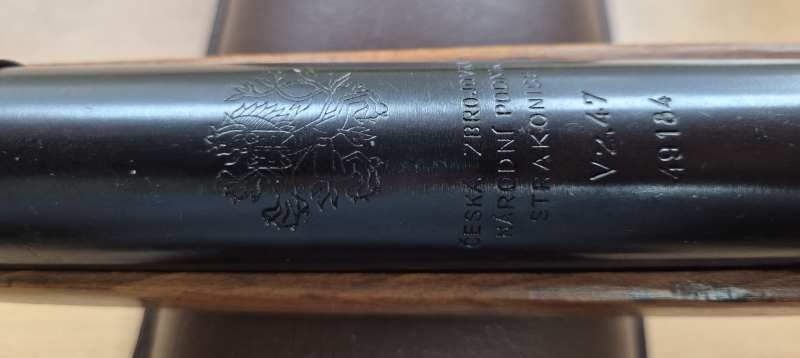 ČESKÁ ZBROJOVKA
NÁRODNÍ PODNIK
STRAKONICE
Vz.47
49184